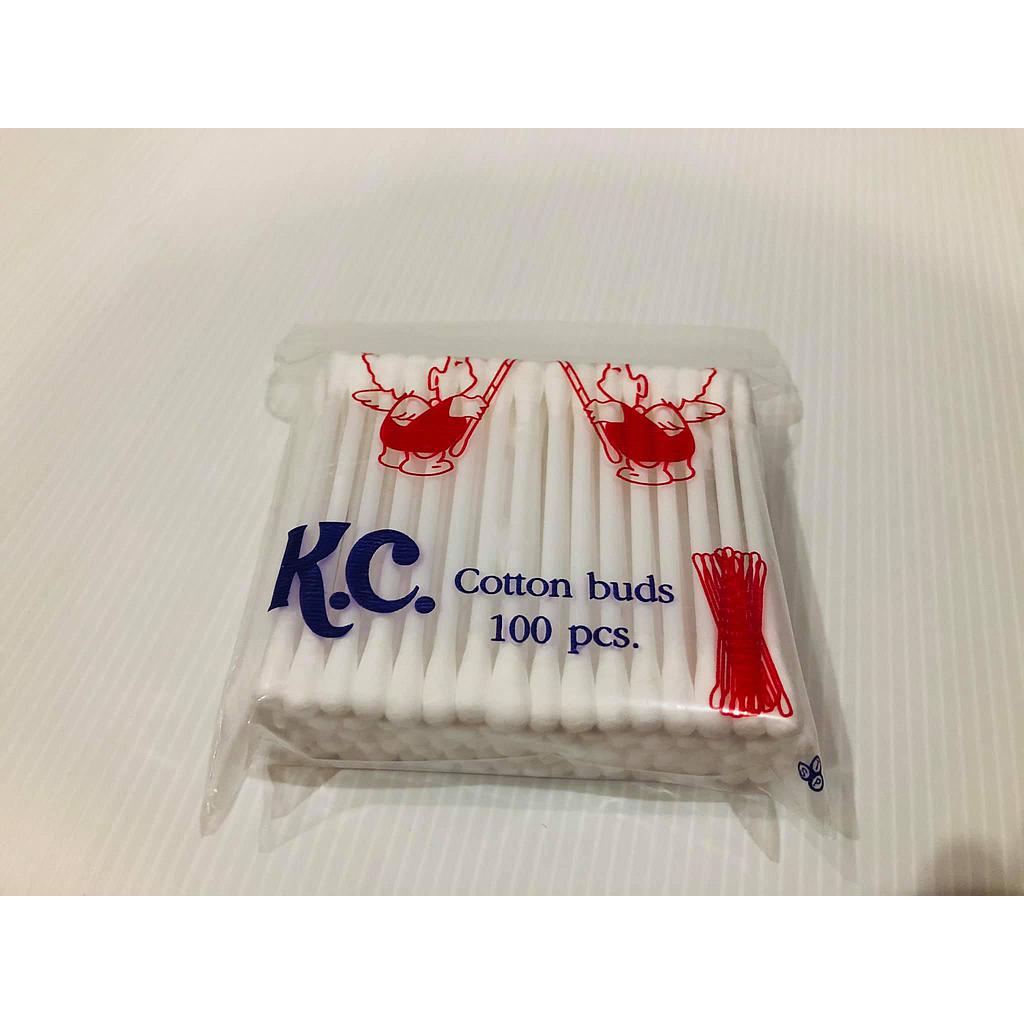 K.C.
Cotton buds
100 pcs.